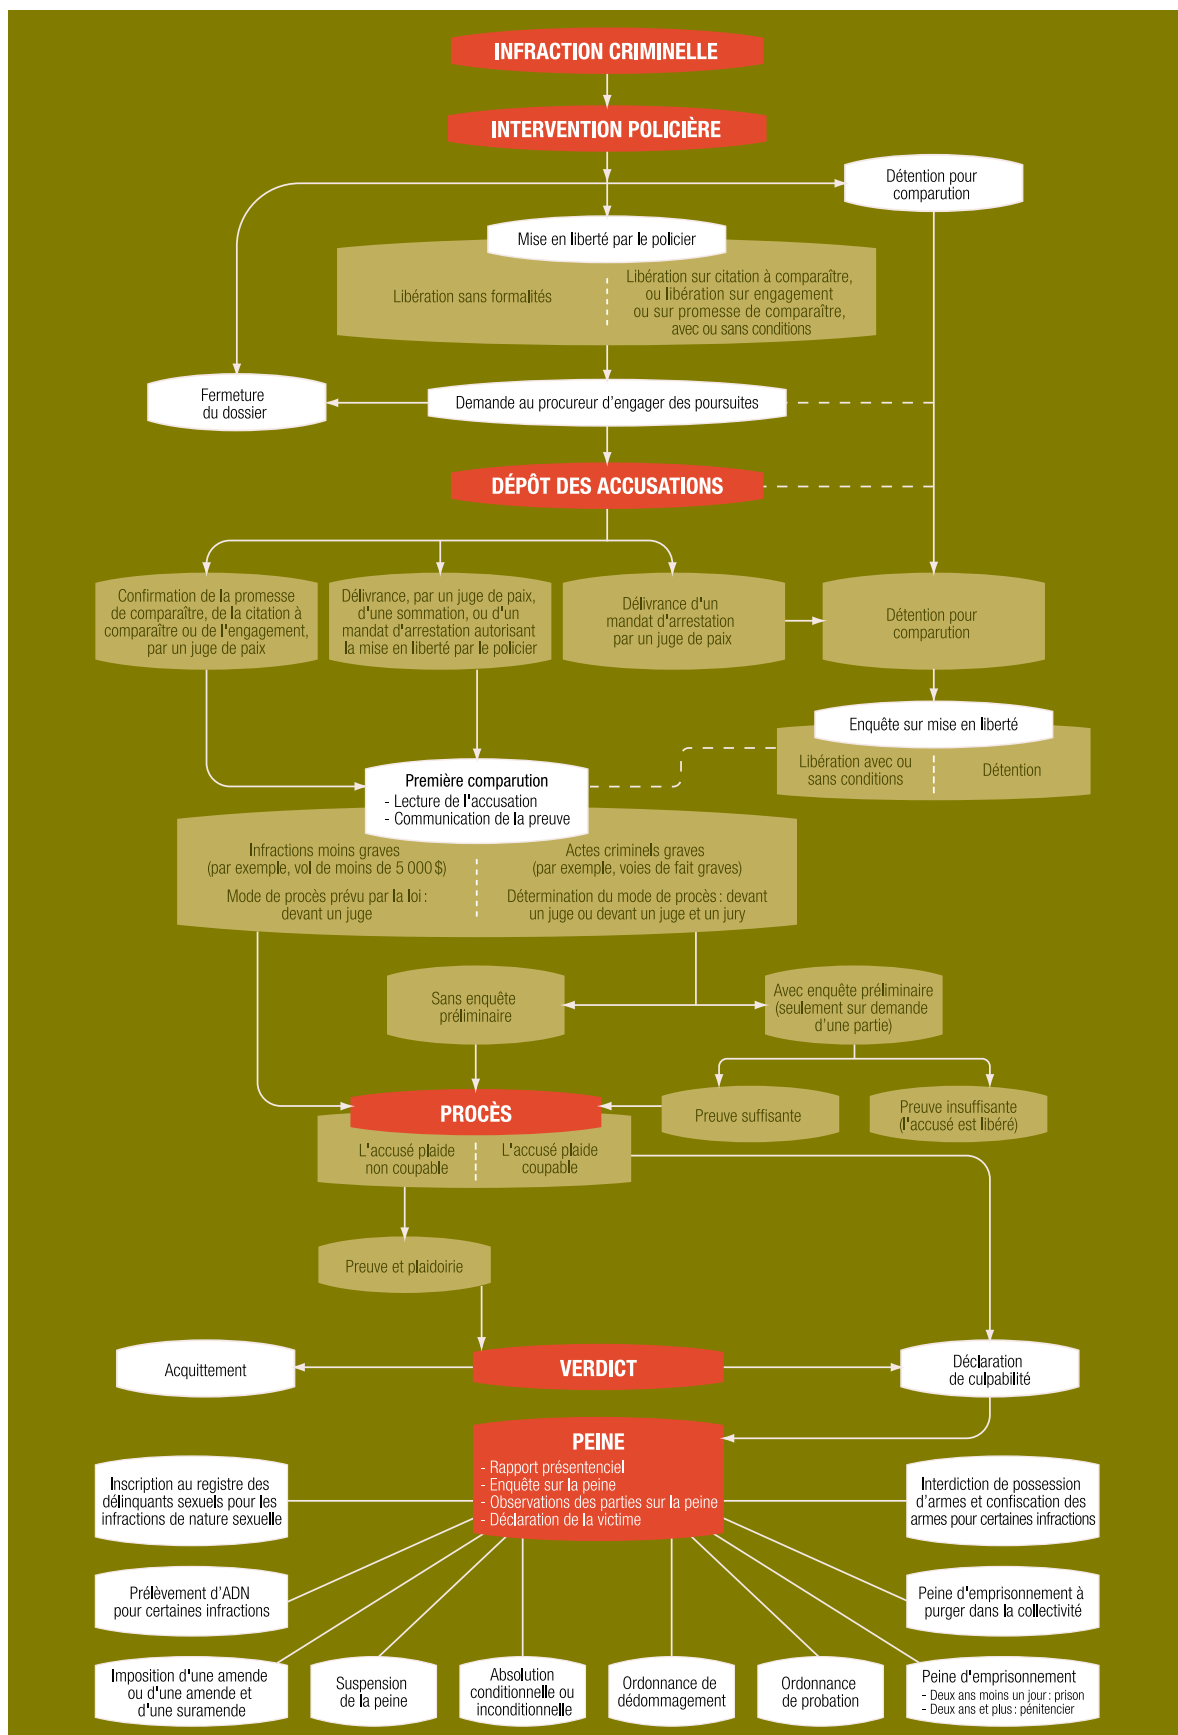 INFRACTION CRIMINELLE
INTERVENTION POLICIÈRE
Détention pour
comparution
Mise en liberté par le policier
Libération sans formalités
Libération sur citation à comparaître,
ou libération sur engagement
ou sur promesse de comparaître,
avec ou sans conditions
Fermeture
du dossier
Demande au procureur d'engager des poursuites
DÉPÔT DES ACCUSATIONS
Confirmation de la promesse
de comparaître, de la citation à
comparaître ou de l'engagement,
par un juge de paix
Délivrance, par un juge de paix,
d'une sommation, ou d'un
mandat d'arrestation autorisant
la mise en liberté par le policier
Délivrance d'un
mandat d'arrestation
par un juge de paix
Détention pour
comparution
Enquête sur mise en liberté
Libération avec ou
sans conditions
Détention
Première comparution
- Lecture de l'accusation
- Communication de la preuve
Infractions moins graves
(par exemple, vol de moins de 5 000 $)
Mode de procès prévu par la loi :
devant un juge
Actes criminels graves
(par exemple, voies de fait graves)
Détermination du mode de procès : devant
un juge ou devant un juge et un jury
Sans enquête
préliminaire
Avec enquête préliminaire
(seulement sur demande
d'une partie)
PROCÈS
Preuve suffisante
Preuve insuffisante
(l'accusé est libéré)
L'accusé plaide
non coupable
L'accusé plaide
coupable
Preuve et plaidoirie
Acquittement
VERDICT
Déclaration
de culpabilité
PEINE
- Rapport présentenciel
- Enquête sur la peine
- Observations des parties sur la peine
- Déclaration de la victime
Inscription au registre des
délinquants sexuels pour les
infractions de nature sexuelle
Interdiction de possession
d'armes et confiscation des
armes pour certaines infractions
Prélèvement d'ADN
pour certaines infractions
Peine d'emprisonnement à
purger dans la collectivité
Imposition d'une amende
ou d'une amende et
d'une suramende
Suspension
de la peine
Absolution
conditionnelle ou
inconditionnelle
Ordonnance de
dédommagement
Ordonnance
de probation
Peine d'emprisonnement
- Deux ans moins un jour : prison
- Deux ans et plus : pénitencier